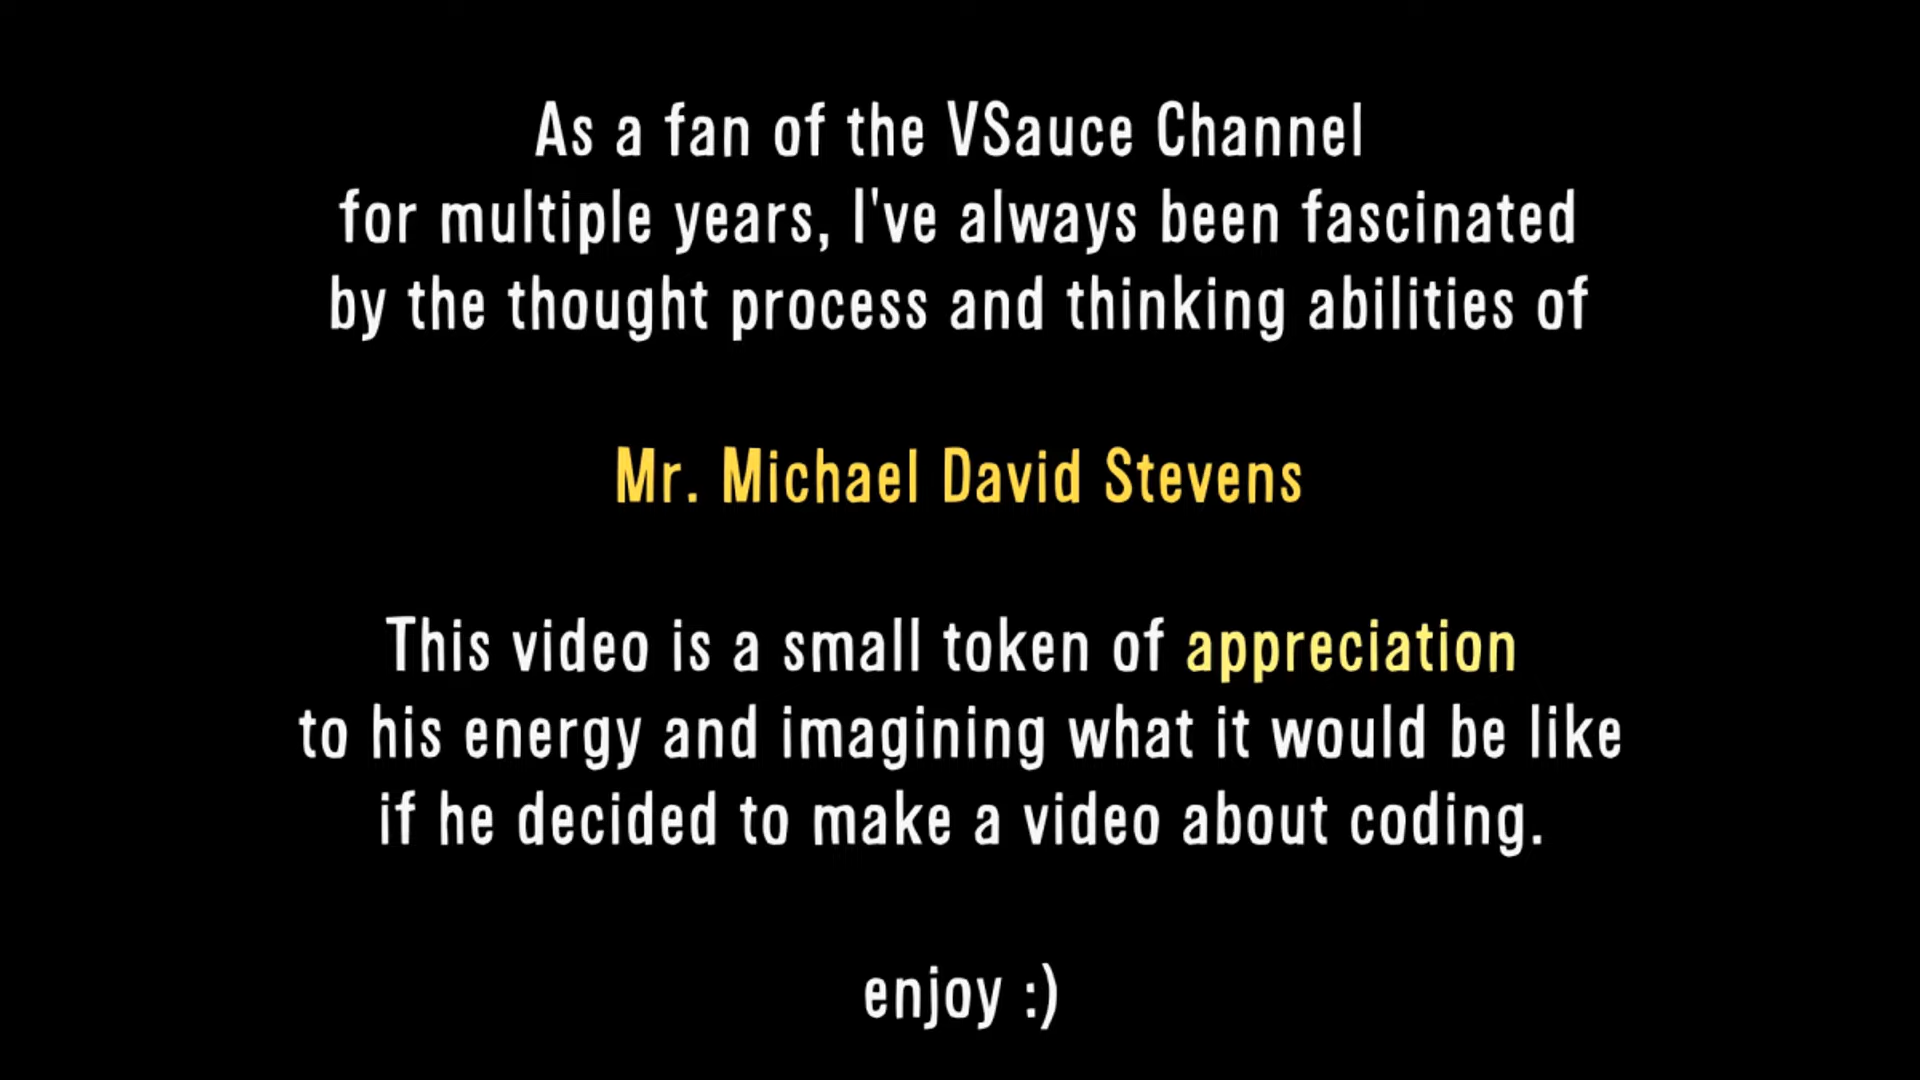 As a fan of the VSauce Channel
for multiple years, I've always been fascinated
by the thought process and thinking abilities of
Mr. Michael David Stevens
This video is a small token of appreciation
to his energy and imagining what it would be like
if he decided to make a video about coding.
enjoy :)